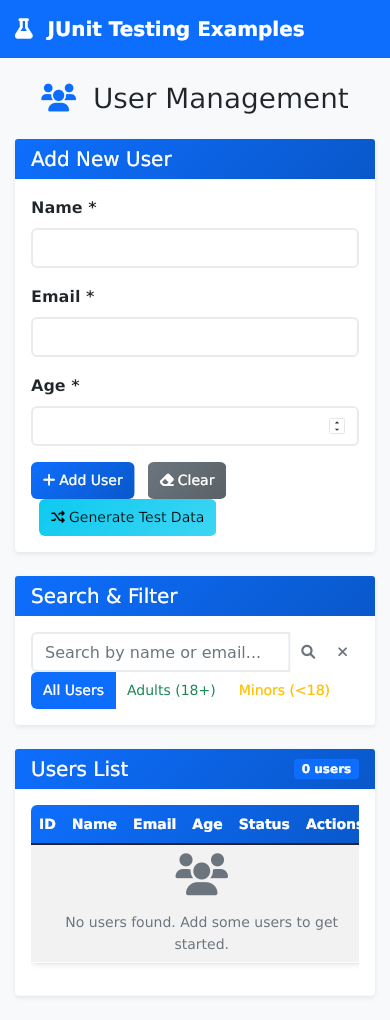 JUnit Testing Examples
User Management
Add New User
Name *
Email *
Age *
Add User
Clear
Generate Test Data
Search & Filter
Search by name or email...
All Users
Adults (18+)
Minors (<18)
Users List
0 users
ID Name Email Age Status Actions
No users found. Add some users to get
started.